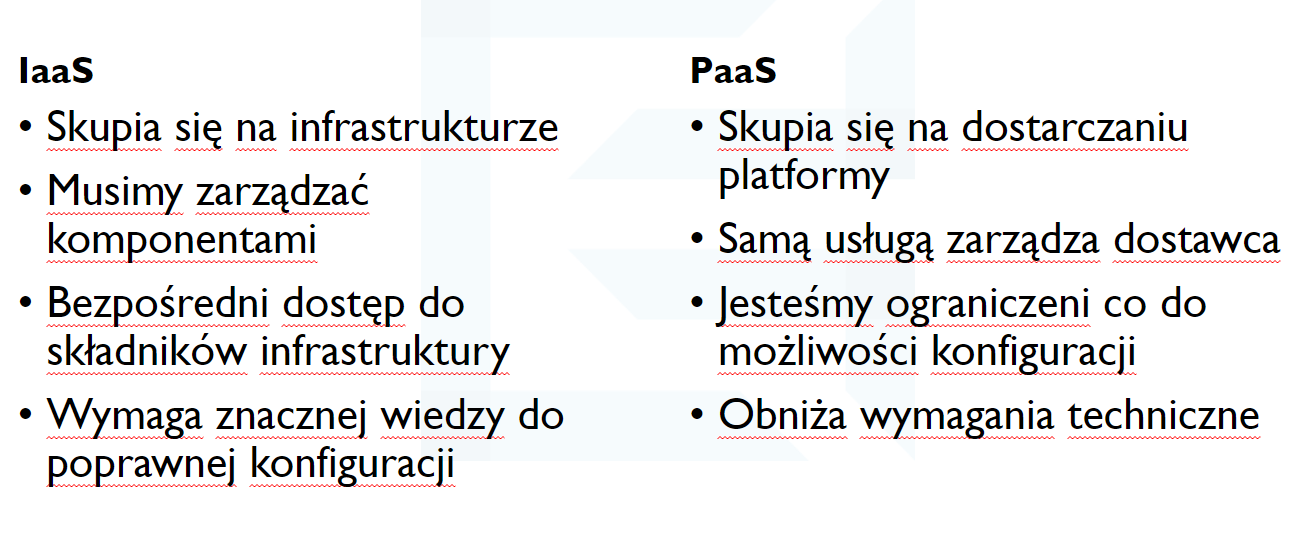 IaaS
• Skupia się na infrastrukturze
• Musimy zarządzać
komponentami
• Bezpośredni dostęp do
składników infrastruktury
• Wymaga znacznej wiedzy do
poprawnej konfiguracji
PaaS
• Skupia się na dostarczaniu
platformy
• Samą usługą zarządza dostawca
• Jesteśmy ograniczeni co do
możliwości konfiguracji
• Obniża wymagania techniczne